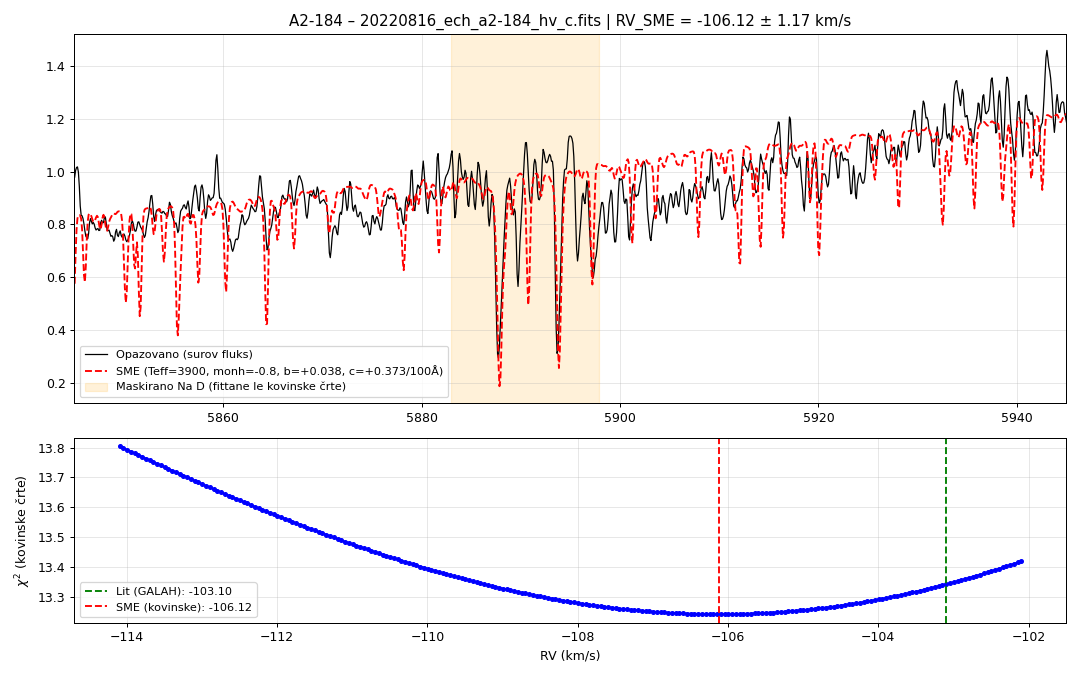 A2-184 – 20220816_ech_a2-184_hv_c.fits | RV_SME = -106.12 ± 1.17 km/s
1.4
1.2
1.0
0.8
0.6
0.4
0.2
Opazovano (surov fluks)
SME (Teff=3900, monh=-0.8, b=+0.038, c=+0.373/100Å)
Maskirano Na D (fittane le kovinske črte)
5860 5880 5900 5920 5940
13.8
13.7
13.6
13.5
13.4
13.3
χ² (kovinske črte)
Lit (GALAH): -103.10
SME (kovinske): -106.12
−114 −112 −110 −108 −106 −104 −102
RV (km/s)